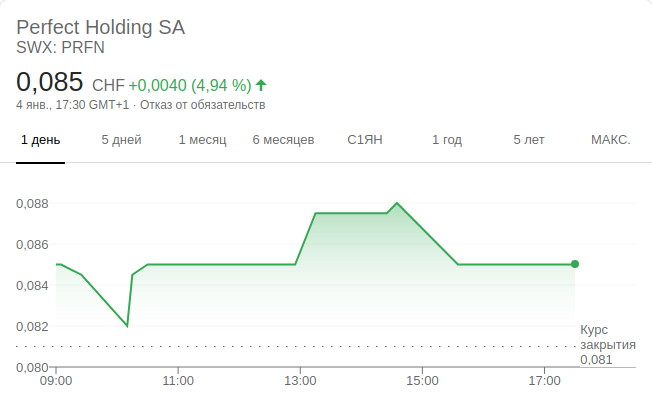 Perfect Holding SA
SWX: PRFN
0,085 CHF +0,0040 (4,94 %)
4 янв., 17:30 GMT+1 · Отказ от обязательств
1 день 5 дней 1 месяц 6 месяцев С1ЯН 1 год 5 лет МАКС.
0,088
0,086
0,084
0,082
Курс
закрытия
0,081
0,080
09:00 11:00 13:00 15:00 17:00